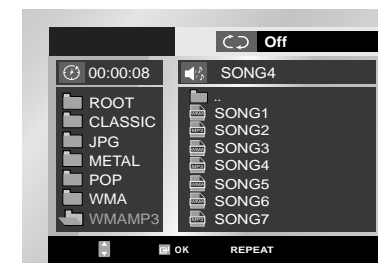 Off
00:00:08
SONG4
ROOT
CLASSIC
JPG
METAL
POP
WMA
WMAMP3
..
SONG1
SONG2
SONG3
SONG4
SONG5
SONG6
SONG7
OK REPEAT